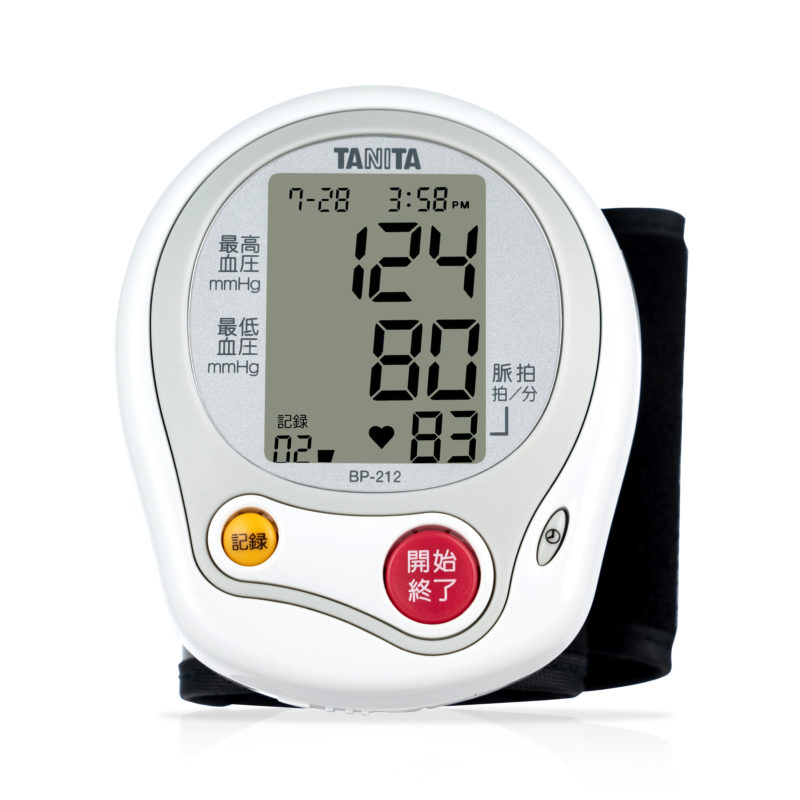 TANITA
7-28 3:58 PM
最高
血圧
mmHg
124
最低
血圧
mmHg
80
脈拍
拍/分
記録
02
83
BP-212
記録
開始
終了